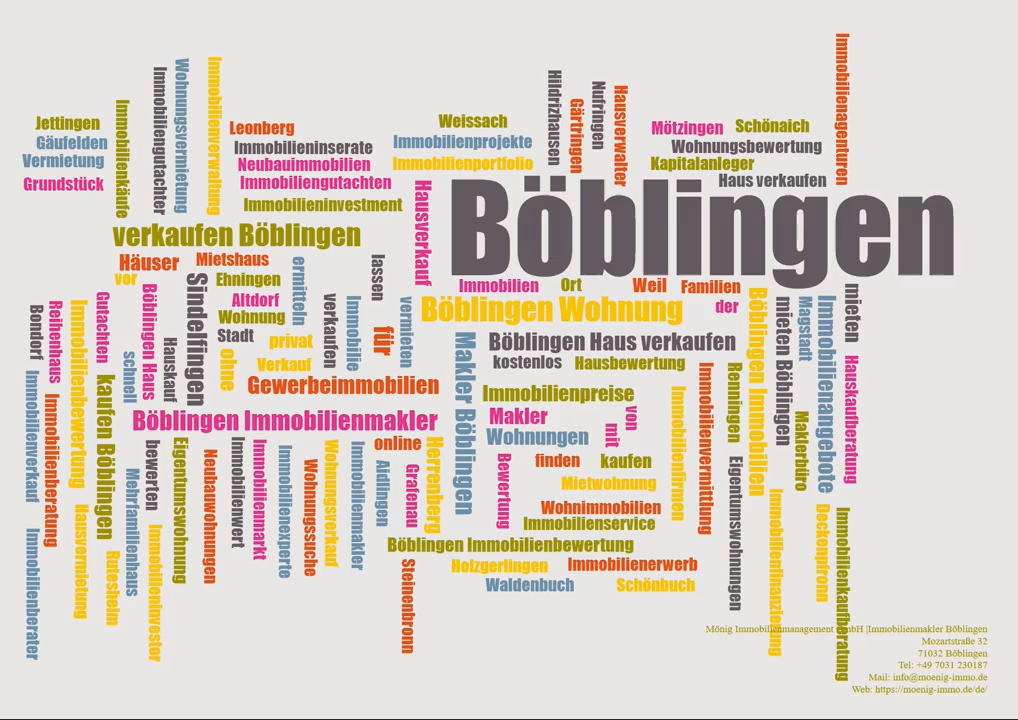 Immobilienagenturen
Wohnungsvermietung
Immobilienverwaltung
Immobiliengutachter
Hildrizhausen
Nufringen
Hausverwalter
Gärtringen
Immobilienkäufe
Jettingen
Gäufelden
Vermietung
Grundstück
Leonberg
Immobilieninserate
Neubauimmobilien
Immobiliengutachten
Immobilieninvestment
Weissach
Immobilienprojekte
Immobilienportfolio
Mötzingen
Schönaich
Wohnungsbewertung
Kapitalanleger
Haus verkaufen
Böblingen
Hausverkauf
verkaufen Böblingen
Häuser
Mietshaus
vor
Ehningen
Altdorf
Wohnung
Stadt
Sindelfingen
ermitteln
lassen
verkaufen
Immobilie
für
vermieten
privat
Verkauf
Ohne
Gewerbeimmobilien
Böblingen Immobilienmakler
Immobilien
Ort
Weil
Familien
der
Böblingen Wohnung
Böblingen Haus verkaufen
kostenlos
Hausbewertung
Immobilienpreise
Makler
Wohnungen
von
mit
finden
kaufen
Mietwohnung
Wohnimmobilien
Immobilienservice
Böblingen Immobilienbewertung
Holzgerlingen
Immobilienerwerb
Waldenbuch
Schönbuch
Makler Böblingen
Bewertung
Bondorf
Reihenhaus
Immobilienbewertung
Gutachten
schnell
Böblingen Haus
Hauskauf
Immobilienverkauf
Immobilienberatung
kaufen Böblingen
bewerten
Mehrfamilienhaus
Eigentumswohnung
Neubauwohnungen
Immobilienwert
Immobilienmarkt
Immobilienexperte
Wohnungssuche
Wohnungsverkauf
Immobilienmakler
online
Aidlingen
Grafenau
Herrenberg
Hausvermietung
Rutesheim
Immobilieninvestor
Immobilienberater
Steinenbronn
Immobilienfirmen
Immobilienvermittlung
Renningen
Eigentumswohnungen
Böblingen Immobilien
mieten Böblingen
Magstadt
Immobilienangebote
mieten
Hauskaufberatung
Maklerbüro
Immobilienfinanzierung
Deckenpfronn
Immobilienkaufberatung
Mönig Immobilienmanagement GmbH |Immobilienmakler Böblingen
Mozartstraße 32
71032 Böblingen
Tel: +49 7031 230187
Mail: info@moenig-immo.de
Web: https://moenig-immo.de/de/